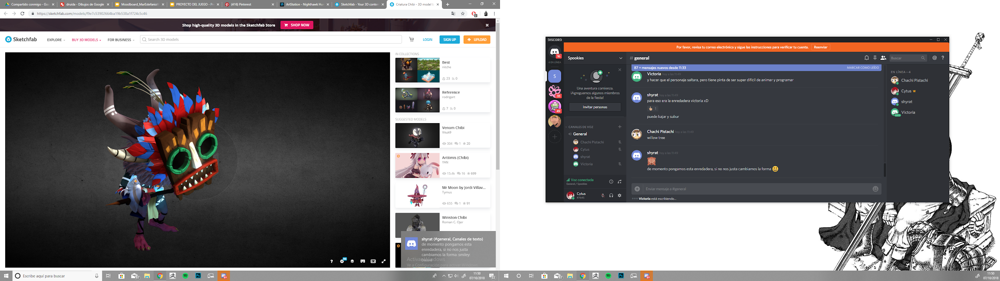 Compartido conmigo - Goo
druida - Dibujos de Google
Moodboard_MarEstefaniaV
PROYECTO DEL JUEGO - Pre
(416) Pinterest
ArtStation - Nighthawk Hun
Sketchfab - Your 3D conten
Criatura Chibi - 3D model b
https://sketchfab.com/models/f9e7c53902664ba19b538a1f724c5c46
Shop high-quality 3D models in the Sketchfab Store
SHOP NOW
Sketchfab
EXPLORE
BUY 3D MODELS
FOR BUSINESS
Search 3D models
LOGIN
SIGN UP
UPLOAD
IN COLLECTIONS
Best
nitche
23 0
Reference
rodrigart
7 0
SUGGESTED MODELS
Venom Chibi
Vituk9
304 1 20
Arttimis (Chibi)
YAN
15.4k 16 699
Mr Moon by Jordi Villav...
Tymus
655 1 91
Winston Chibi
Roman C. Ojer
shyrat (#general, Canales de texto)
de momento pongamos esta
enredadera, si no nos justa
cambiamos la forma :smiley:
Discord
Activar Windows
Ve a Configuración para activar Windows.
HD
Escribe aquí para buscar
57
9+
11:50
07/10/2018
22
DISCORD
Por favor, revisa tu correo electrónico y sigue las instrucciones para verificar tu cuenta.
Reenviar
16
4 EN LÍNEA
S
33
49
Spookies
Una aventura comienza.
¡Agreguemos algunos miembros
de la fiesta!
Invitar personas
CANALES DE VOZ
General
Chachi Pistachi
Cytus
shyrat
Victoria
Voz conectada
General / Spookies
Cytus
#7645
# general
Buscar
87 + mensajes nuevos desde 11:33
MARCAR COMO LEÍDO
Victoria hoy a las 11:49
y hacer que el personaje saltara, pero tiene pinta de ser super difícil de animar y programar
shyrat hoy a las 11:49
para eso era la enredadera victoria xD
1
puede bajar y subur
Chachi Pistachi hoy a las 11:49
willow tree
shyrat hoy a las 11:49
de momento pongamos esta enredadera, si no nos justa cambiamos la forma
Enviar mensaje a #general
Victoria está escribiendo...
EN LÍNEA—4
Chachi Pistachi
Cytus
shyrat
Victoria
57
9+
11:50
07/10/2018